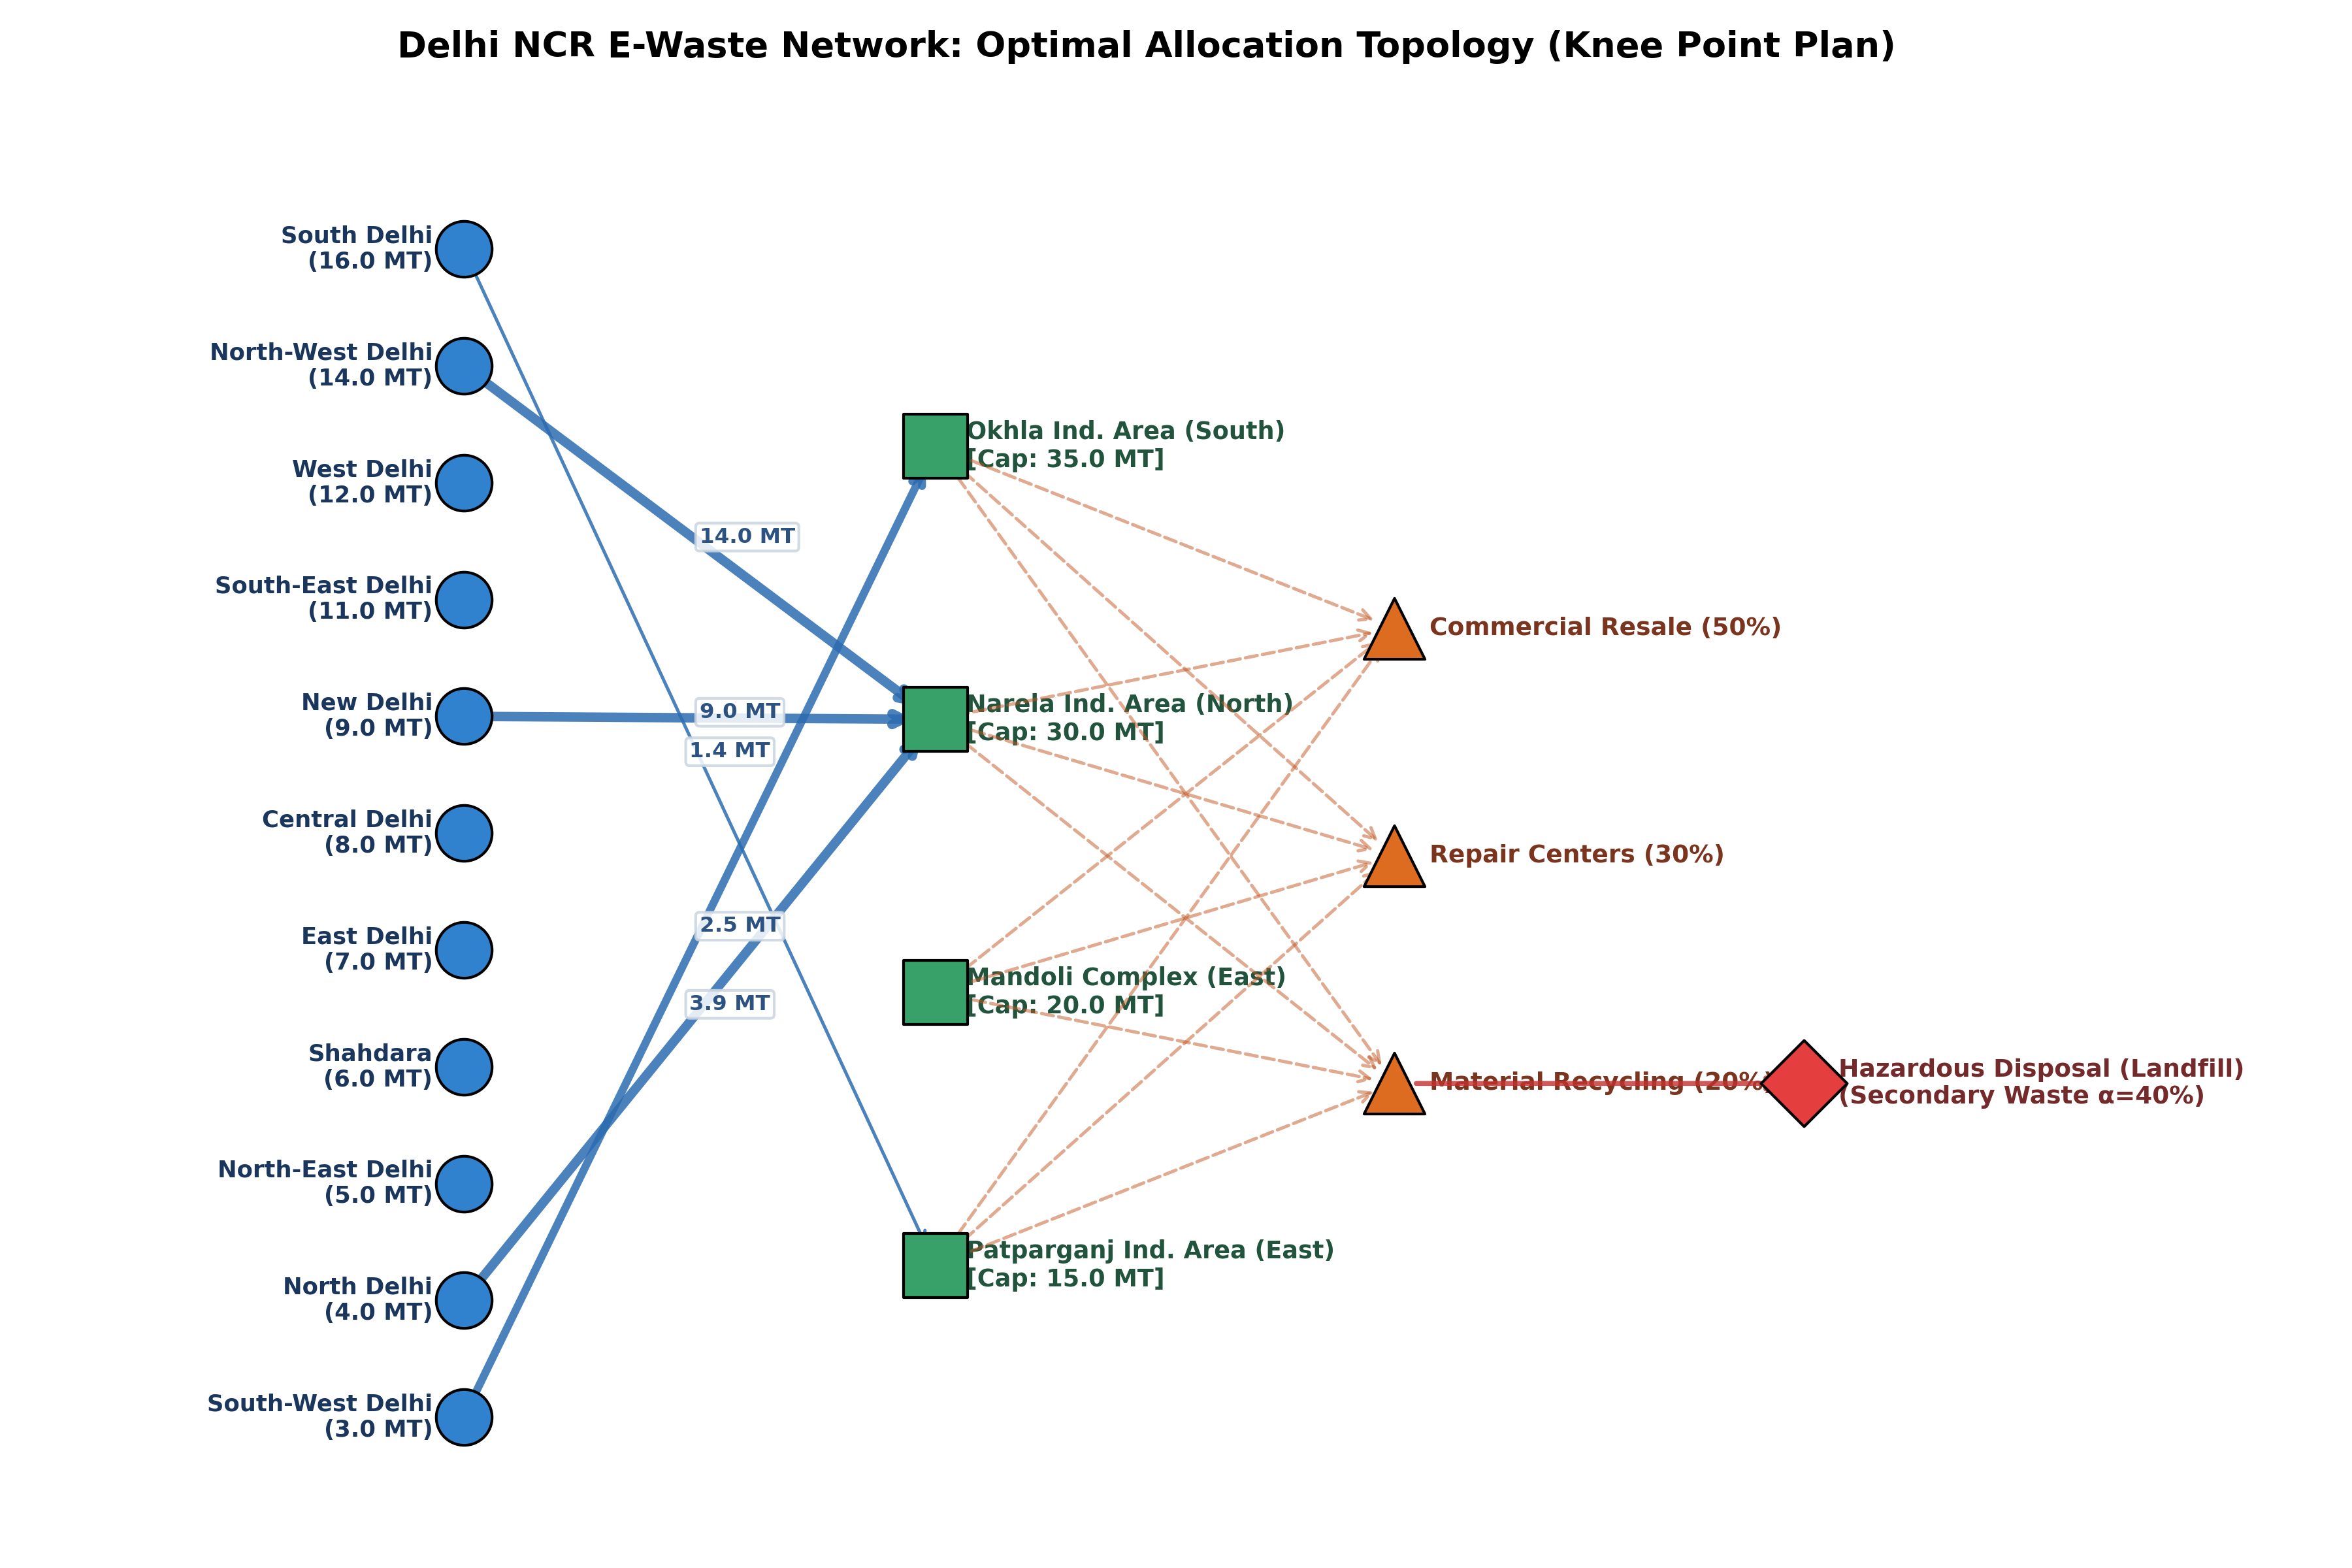 Delhi NCR E-Waste Network: Optimal Allocation Topology (Knee Point Plan)
South Delhi
(16.0 MT)
North-West Delhi
(14.0 MT)
West Delhi
(12.0 MT)
South-East Delhi
(11.0 MT)
New Delhi
(9.0 MT)
Central Delhi
(8.0 MT)
East Delhi
(7.0 MT)
Shahdara
(6.0 MT)
North-East Delhi
(5.0 MT)
North Delhi
(4.0 MT)
South-West Delhi
(3.0 MT)
14.0 MT
9.0 MT
1.4 MT
2.5 MT
3.9 MT
Okhla Ind. Area (South)
[Cap: 35.0 MT]
Narela Ind. Area (North)
[Cap: 30.0 MT]
Mandoli Complex (East)
[Cap: 20.0 MT]
Patparganj Ind. Area (East)
[Cap: 15.0 MT]
Commercial Resale (50%)
Repair Centers (30%)
Material Recycling (20%)
Hazardous Disposal (Landfill)
(Secondary Waste α=40%)